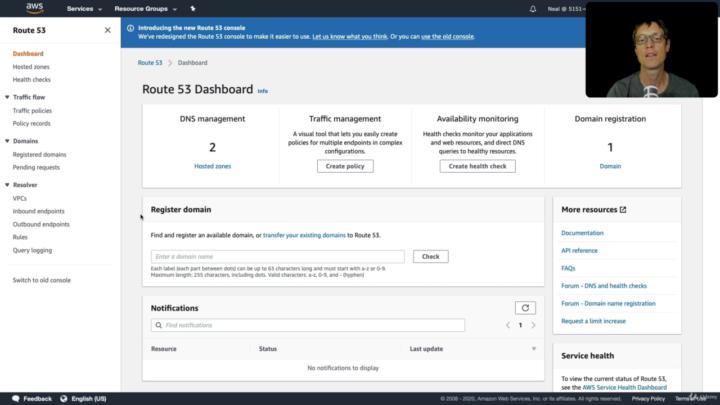 aws
Services
Resource Groups
Neal @ 5151-
Route 53
Introducing the new Route 53 console
We've redesigned the Route 53 console to make it easier to use. Let us know what you think. Or you can use the old console.
Dashboard
Hosted zones
Health checks
Traffic flow
Traffic policies
Policy records
Domains
Registered domains
Pending requests
Resolver
VPCs
Inbound endpoints
Outbound endpoints
Rules
Query logging
Switch to old console
Route 53 > Dashboard
Route 53 Dashboard Info
DNS management
2
Hosted zones
Traffic management
A visual tool that lets you easily create
policies for multiple endpoints in complex
configurations.
Create policy
Availability monitoring
Health checks monitor your applications
and web resources, and direct DNS
queries to healthy resources.
Create health check
Domain registration
1
Domain
Register domain
Find and register an available domain, or transfer your existing domains to Route 53.
Enter a domain name
Check
Each label (each part between dots) can be up to 63 characters long and must start with a-z or 0-9.
Maximum length: 255 characters, including dots. Valid characters: a-z, 0-9, and - (hyphen)
Notifications
Find notifications
1
Resource
Status
Last update
No notifications to display
More resources
Documentation
API reference
FAQs
Forum - DNS and health checks
Forum - Domain name registration
Request a limit increase
Service health
To view the current status of Route 53,
see the AWS Service Health Dashboard
Feedback
English (US)
© 2008 - 2020, Amazon Web Services, Inc. or its affiliates. All rights reserved.
Privacy Policy
Terms of Use
Udemy